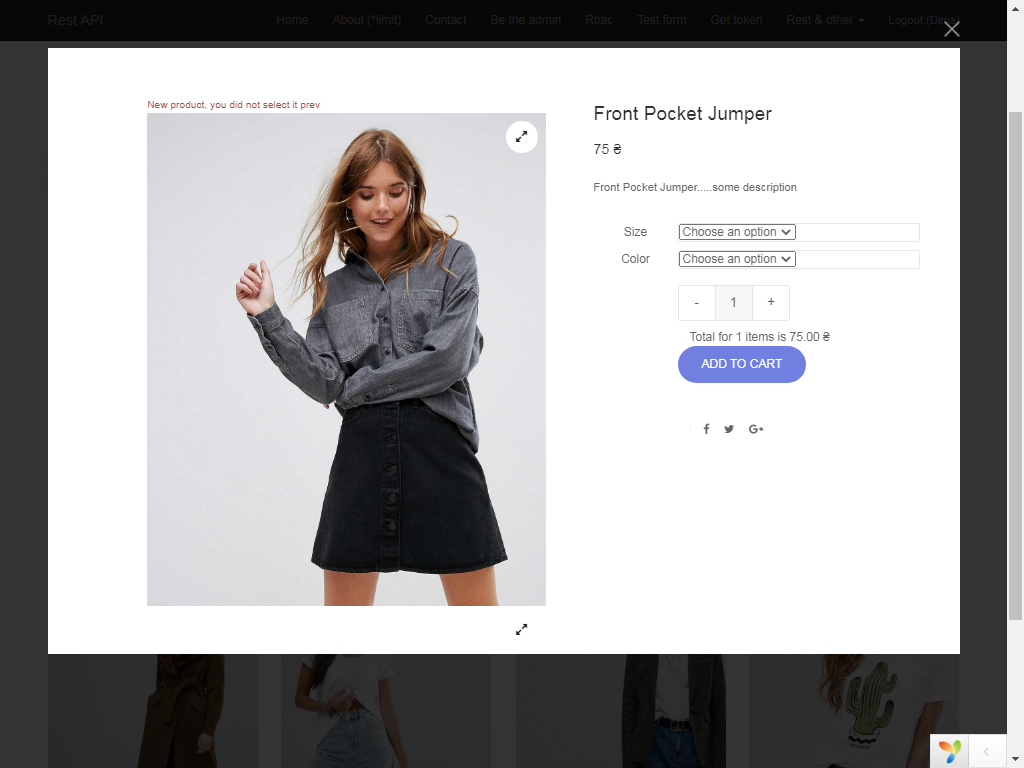 Rest API
Home
About (*limit)
Contact
Be the admin
Rbac
Test form
Get token
Rest & other
Logout (Dima)
New product, you did not select it prev
Front Pocket Jumper
75 ₴
Front Pocket Jumper.....some description
Size
Choose an option
Color
Choose an option
-
1
+
Total for 1 items is 75.00 ₴
ADD TO CART